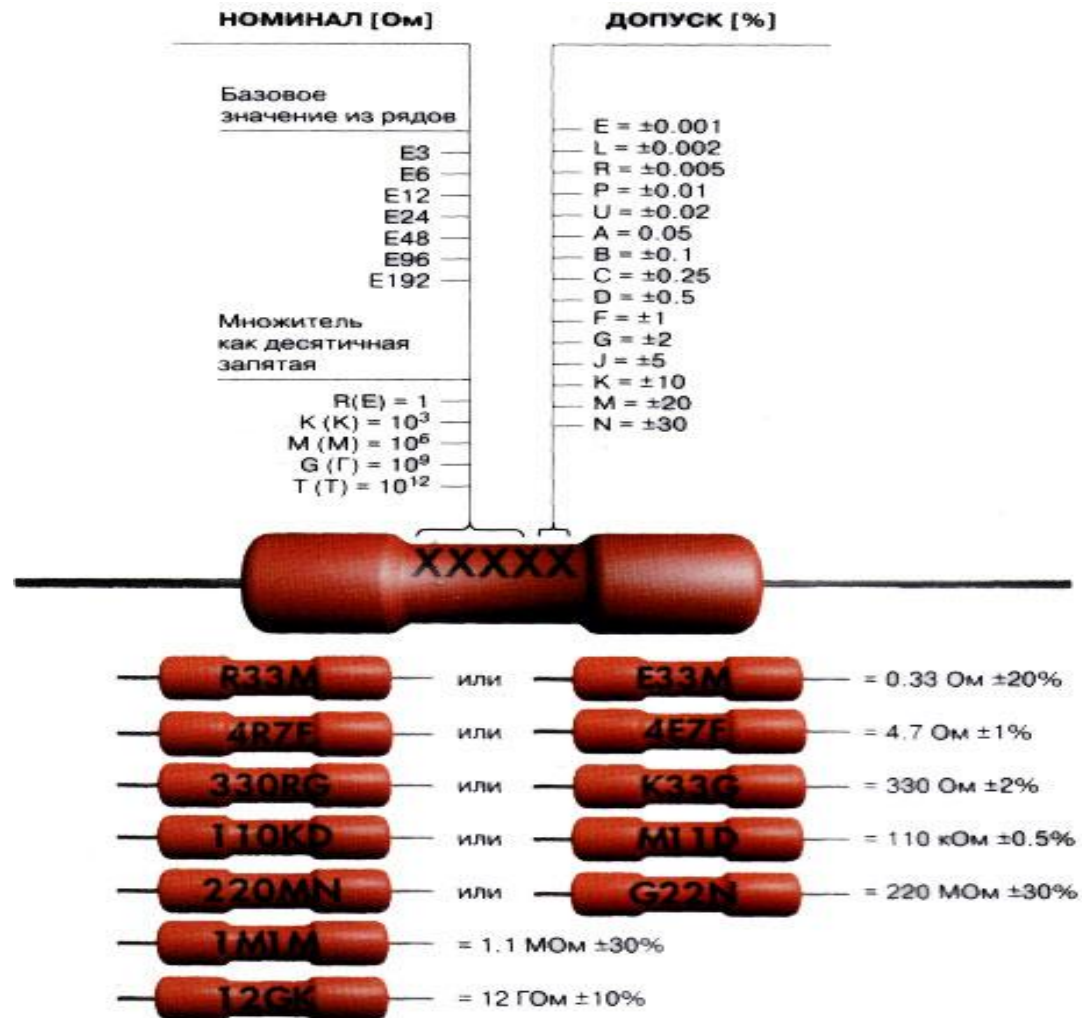 НОМИНАЛ [Ом]
Базовое
значение из рядов
E3
E6
E12
E24
E48
E96
E192
Множитель
как десятичная
запятая
R(E) = 1
K (К) = 10³
M (М) = 10⁶
G (Г) = 10⁹
T (Т) = 10¹²
ДОПУСК [%]
E = ±0.001
L = ±0.002
R = ±0.005
P = ±0.01
U = ±0.02
A = 0.05
B = ±0.1
C = ±0.25
D = ±0.5
F = ±1
G = ±2
J = ±5
K = ±10
M = ±20
N = ±30
XXXXX
R33M или E33M = 0.33 Ом ±20%
4R7F или 4E7F = 4.7 Ом ±1%
330RG или K33G = 330 Ом ±2%
110KD или M11D = 110 кОм ±0.5%
220MN или G22N = 220 МОм ±30%
1M1M = 1.1 МОм ±30%
12GK = 12 ГОм ±10%